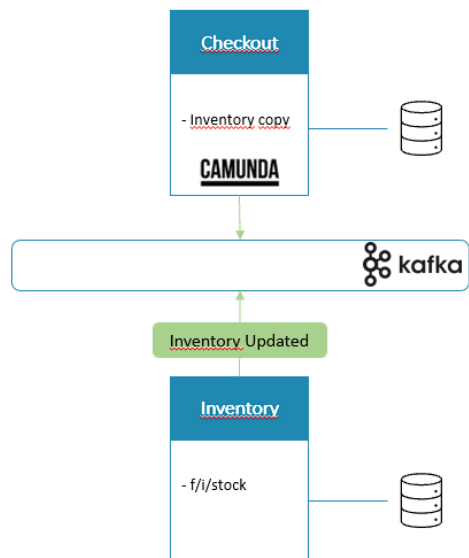 Checkout
- Inventory copy
CAMUNDA
kafka
Inventory Updated
Inventory
- f/i/stock